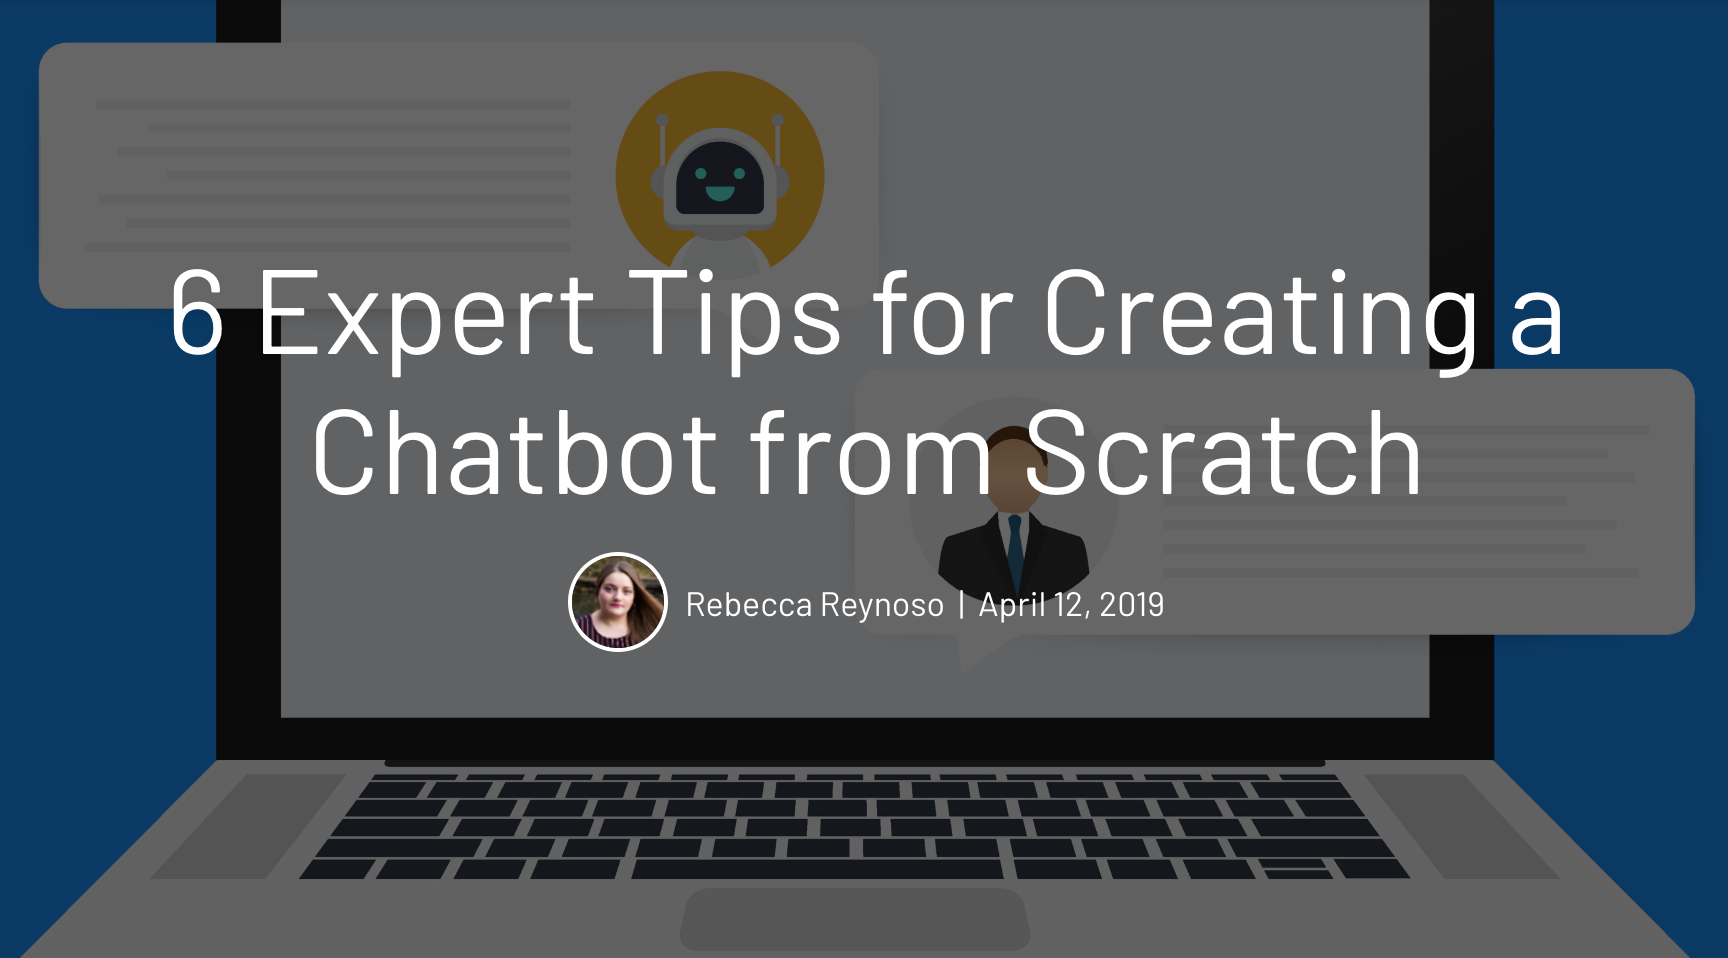 6 Expert Tips for Creating a
Chatbot from Scratch
Rebecca Reynoso | April 12, 2019